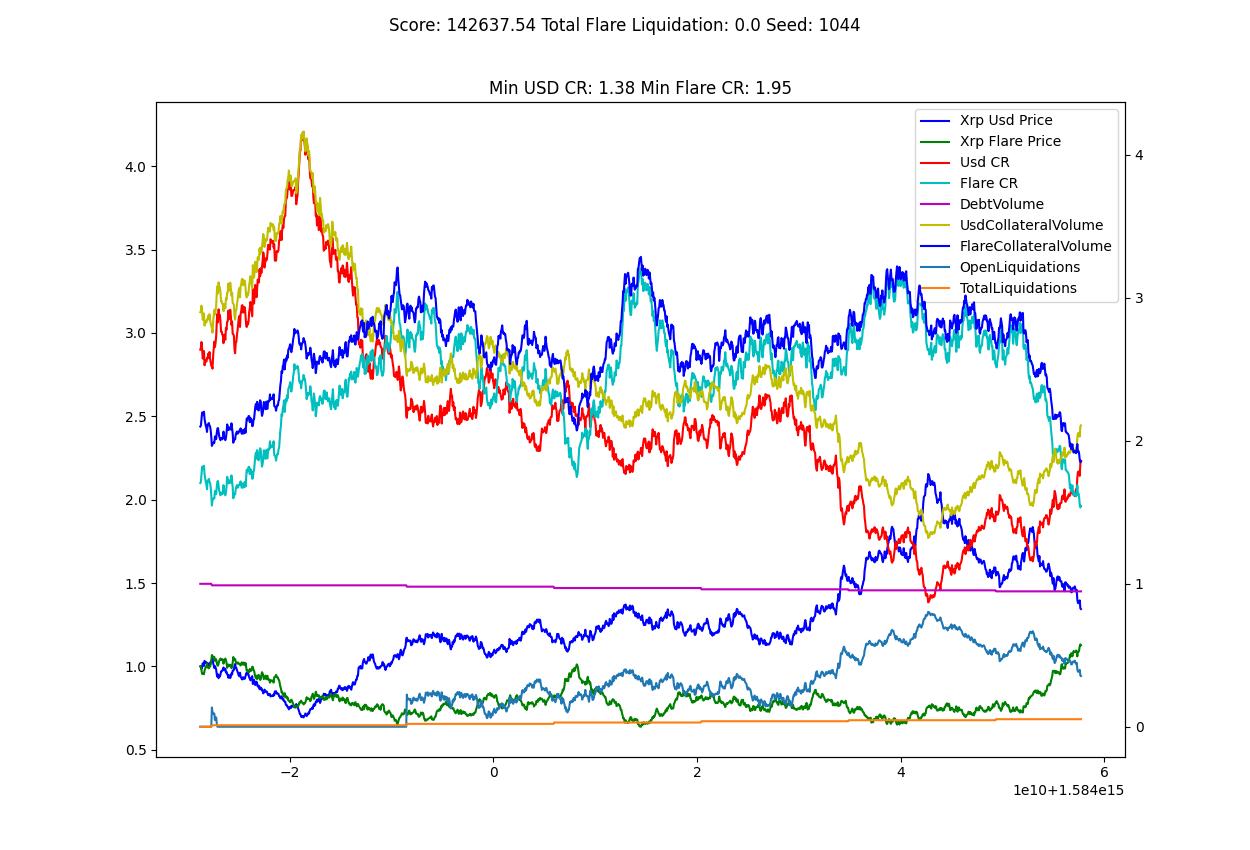 Score: 142637.54 Total Flare Liquidation: 0.0 Seed: 1044
Min USD CR: 1.38 Min Flare CR: 1.95
Xrp Usd Price
Xrp Flare Price
Usd CR
Flare CR
DebtVolume
UsdCollateralVolume
FlareCollateralVolume
OpenLiquidations
TotalLiquidations
4.0
3.5
3.0
2.5
2.0
1.5
1.0
0.5
4
3
2
1
0
−2
0
2
4
6
1e10+1.584e15